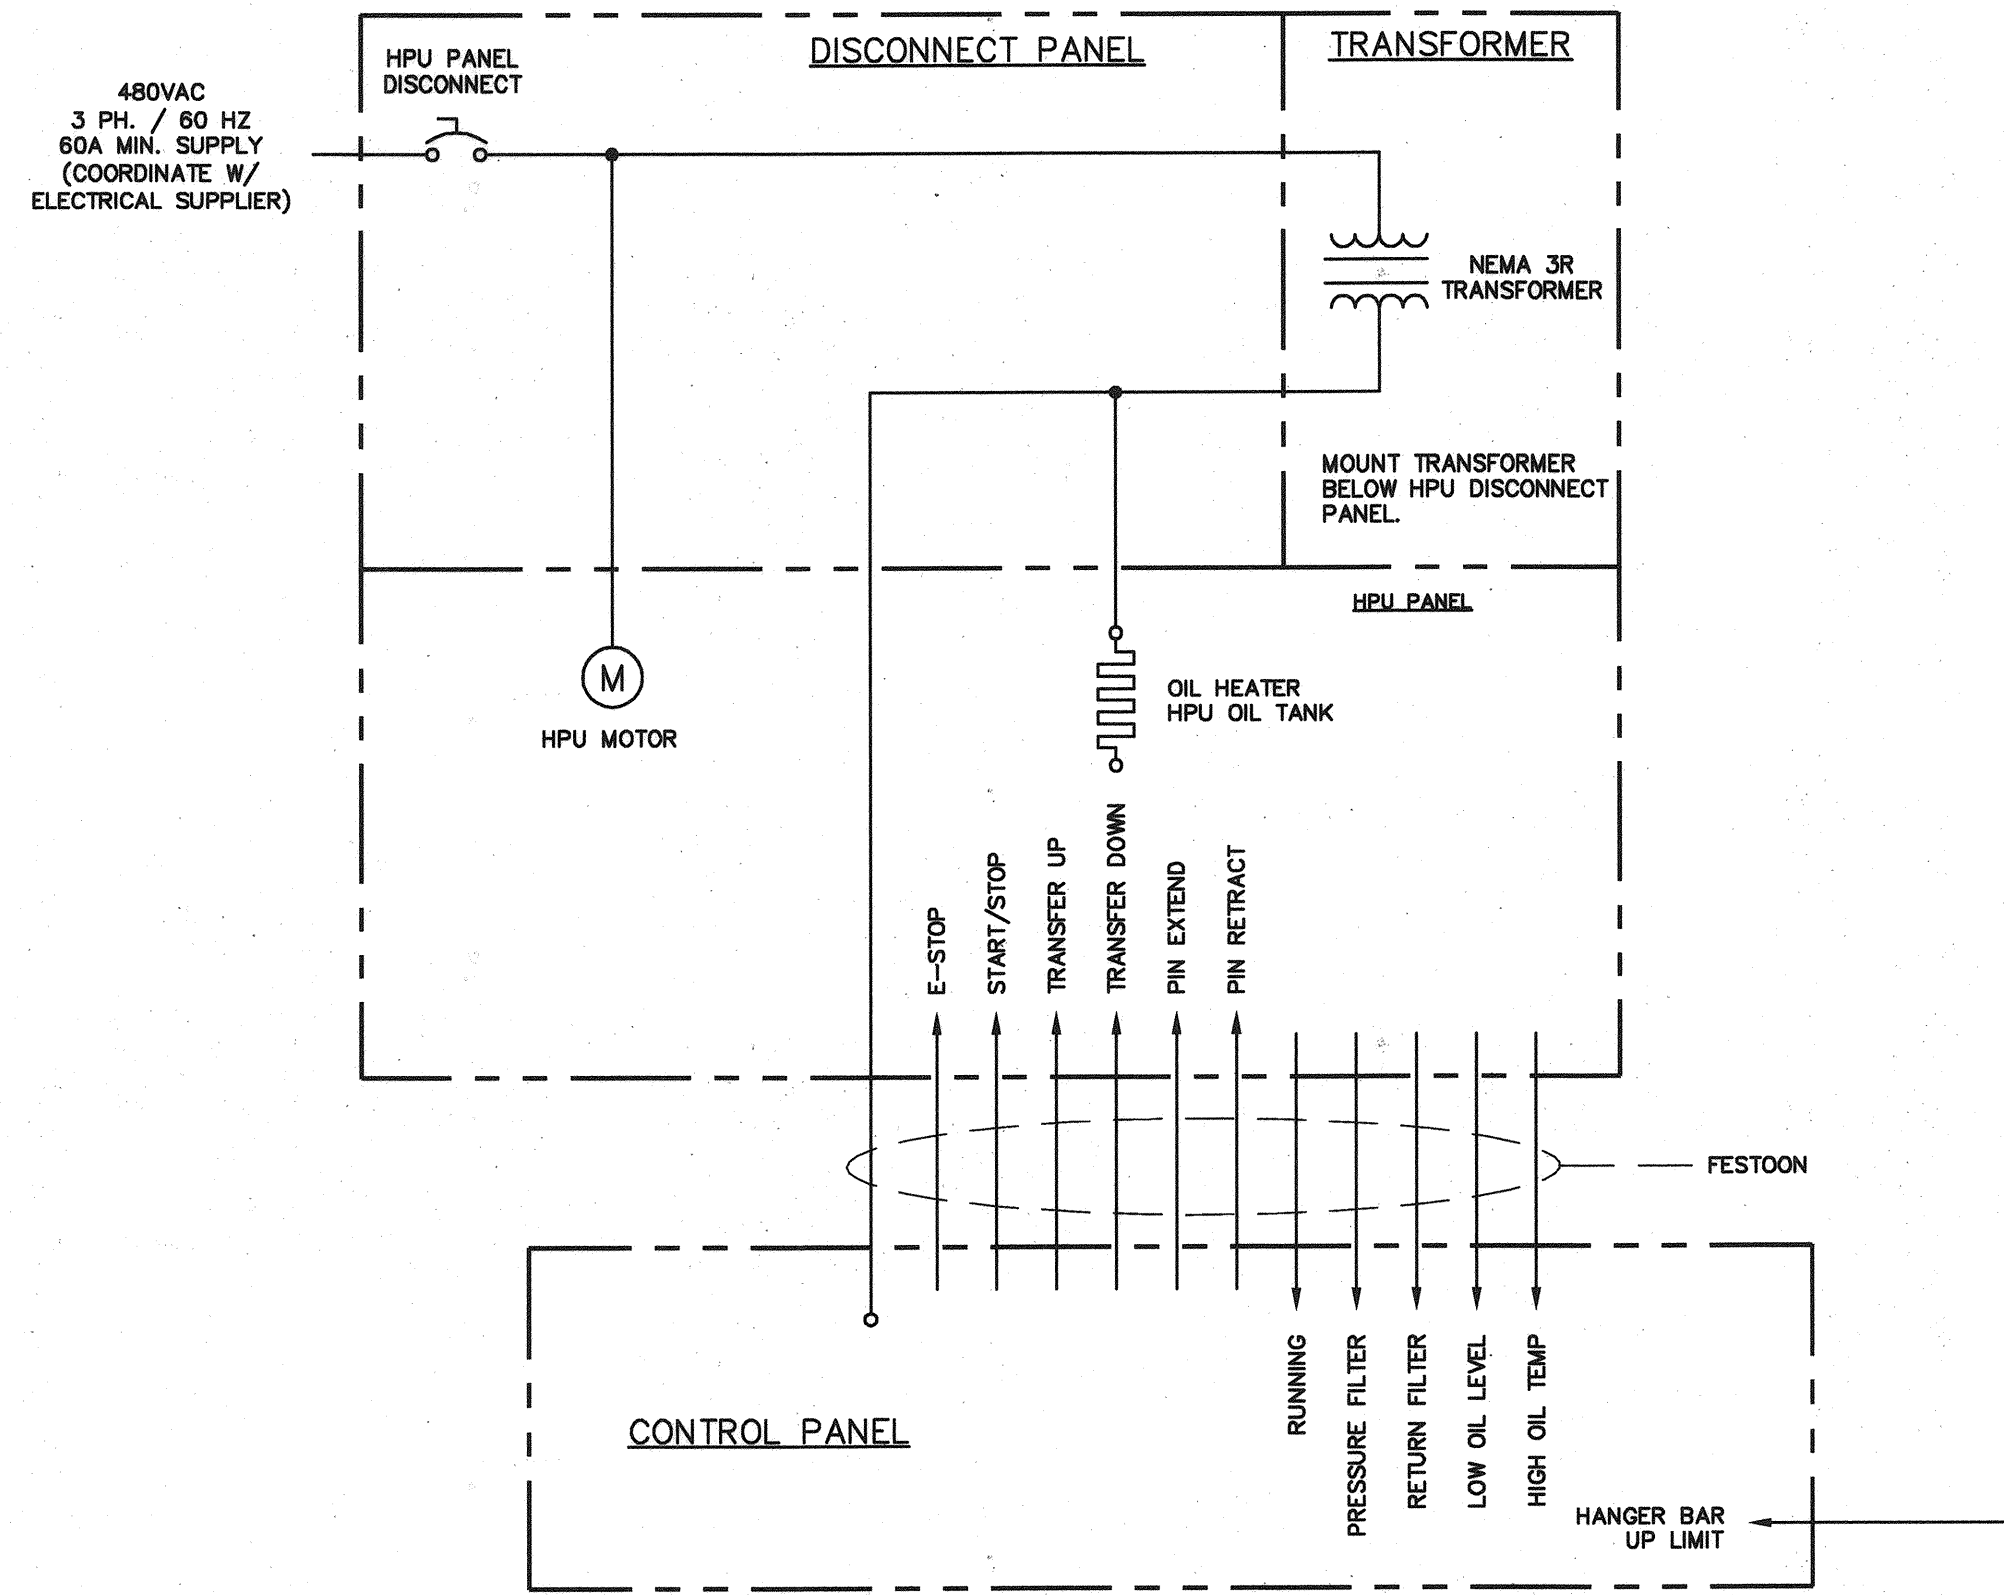 DISCONNECT PANEL
TRANSFORMER
HPU PANEL
DISCONNECT
480VAC
3 PH. / 60 HZ
60A MIN. SUPPLY
(COORDINATE W/
ELECTRICAL SUPPLIER)
NEMA 3R
TRANSFORMER
MOUNT TRANSFORMER
BELOW HPU DISCONNECT
PANEL.
HPU PANEL
M
HPU MOTOR
OIL HEATER
HPU OIL TANK
E-STOP
START/STOP
TRANSFER UP
TRANSFER DOWN
PIN EXTEND
PIN RETRACT
FESTOON
RUNNING
PRESSURE FILTER
RETURN FILTER
LOW OIL LEVEL
HIGH OIL TEMP
CONTROL PANEL
HANGER BAR
UP LIMIT